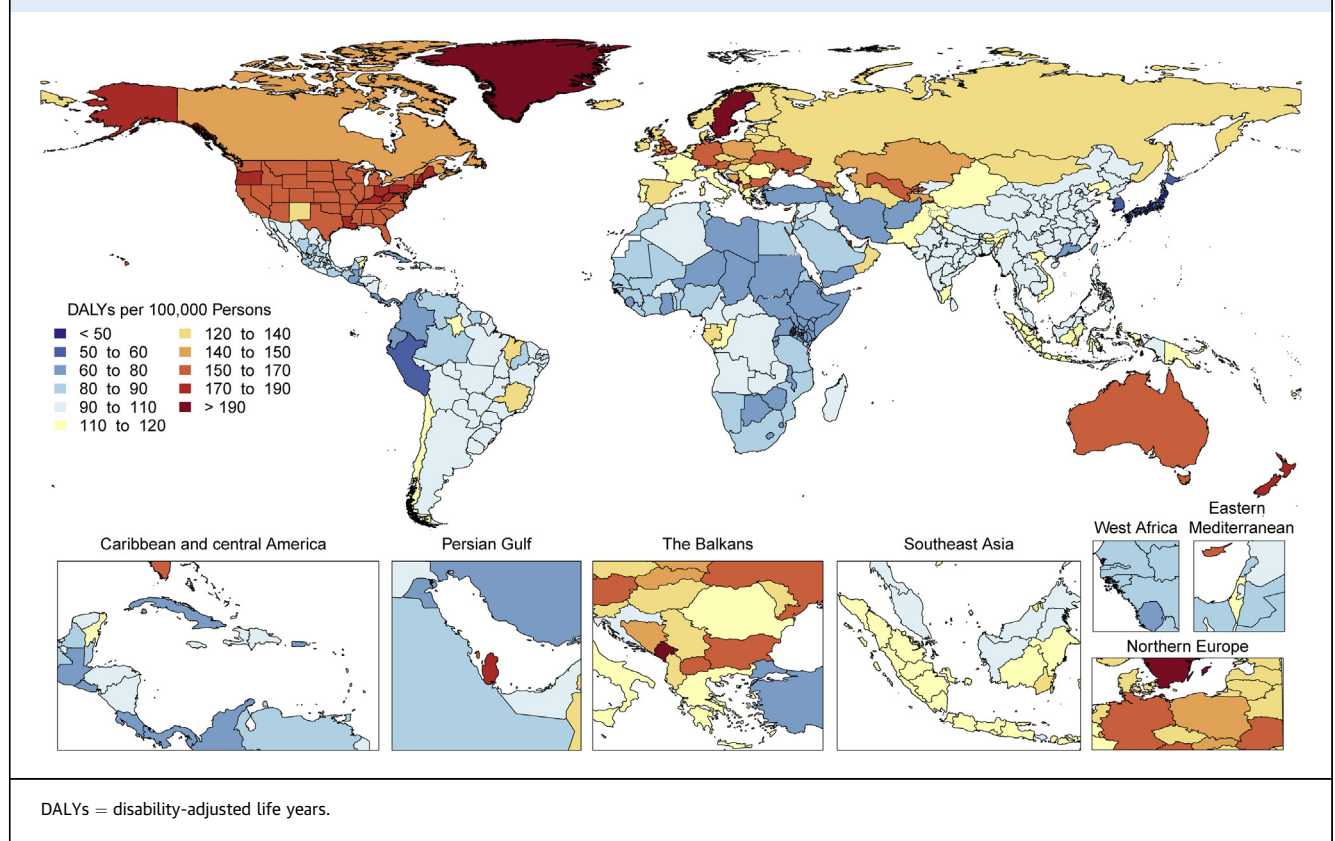 DALYs per 100,000 Persons
< 50
50 to 60
60 to 80
80 to 90
90 to 110
110 to 120
120 to 140
140 to 150
150 to 170
170 to 190
> 190
Caribbean and central America
Persian Gulf
The Balkans
Southeast Asia
West Africa
Eastern
Mediterranean
Northern Europe
DALYs = disability-adjusted life years.